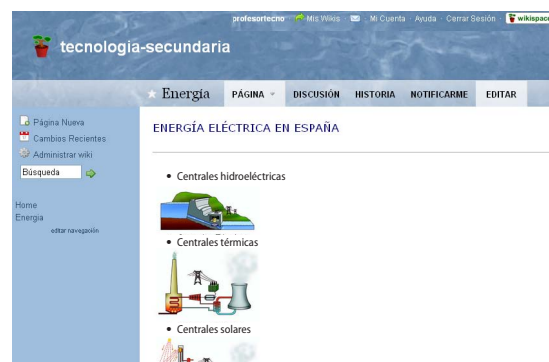 profesortecno Mis Wikis Mi Cuenta Ayuda Cerrar Sesión wikispace
tecnologia-secundaria
Energía PÁGINA DISCUSIÓN HISTORIA NOTIFICARME EDITAR
Página Nueva
Cambios Recientes
Administrar wiki
Búsqueda
Home
Energia
editar navegación
ENERGÍA ELÉCTRICA EN ESPAÑA
• Centrales hidroeléctricas
• Centrales térmicas
• Centrales solares